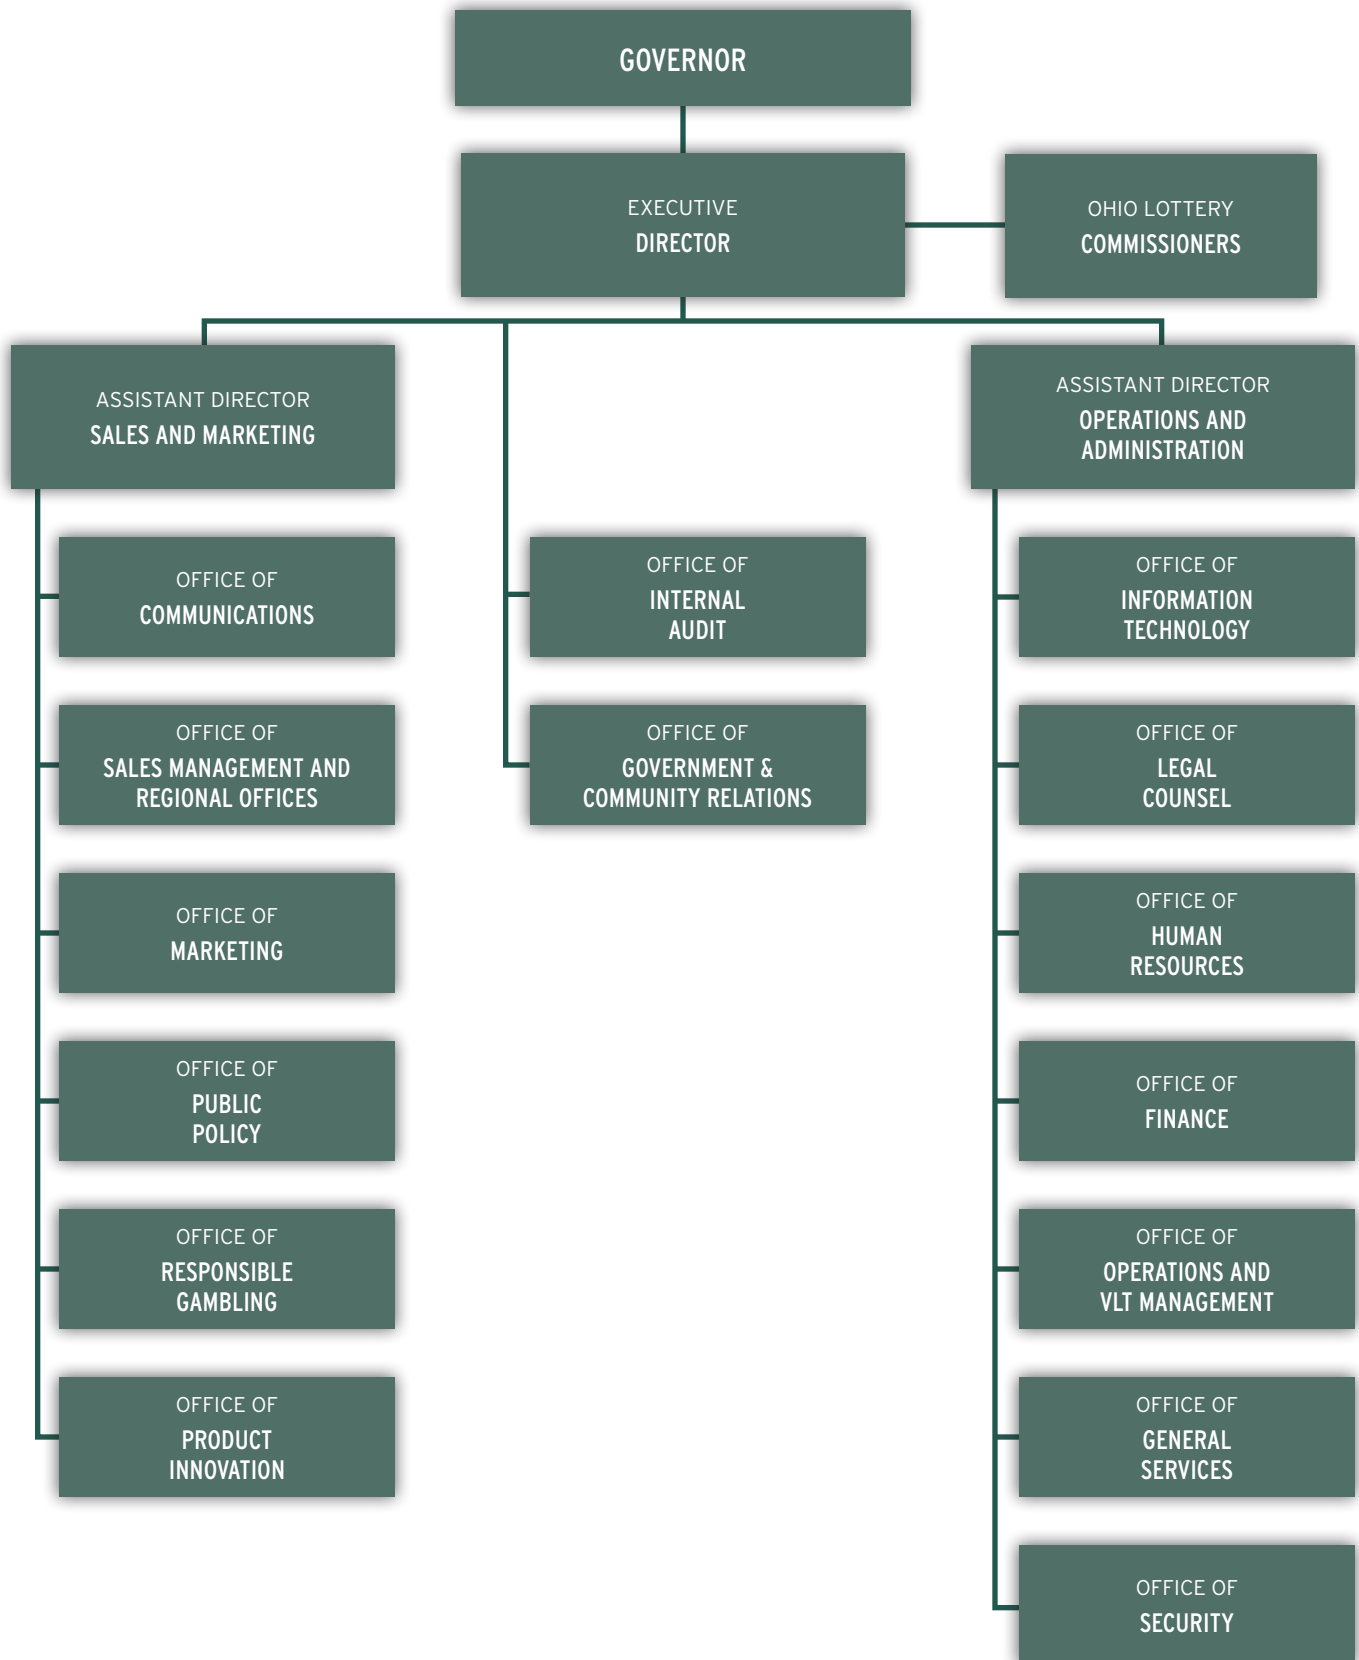 GOVERNOR
EXECUTIVE
DIRECTOR
OHIO LOTTERY
COMMISSIONERS
ASSISTANT DIRECTOR
SALES AND MARKETING
ASSISTANT DIRECTOR
OPERATIONS AND
ADMINISTRATION
OFFICE OF
COMMUNICATIONS
OFFICE OF
SALES MANAGEMENT AND
REGIONAL OFFICES
OFFICE OF
MARKETING
OFFICE OF
PUBLIC
POLICY
OFFICE OF
RESPONSIBLE
GAMBLING
OFFICE OF
PRODUCT
INNOVATION
OFFICE OF
INTERNAL
AUDIT
OFFICE OF
GOVERNMENT &
COMMUNITY RELATIONS
OFFICE OF
INFORMATION
TECHNOLOGY
OFFICE OF
LEGAL
COUNSEL
OFFICE OF
HUMAN
RESOURCES
OFFICE OF
FINANCE
OFFICE OF
OPERATIONS AND
VLT MANAGEMENT
OFFICE OF
GENERAL
SERVICES
OFFICE OF
SECURITY